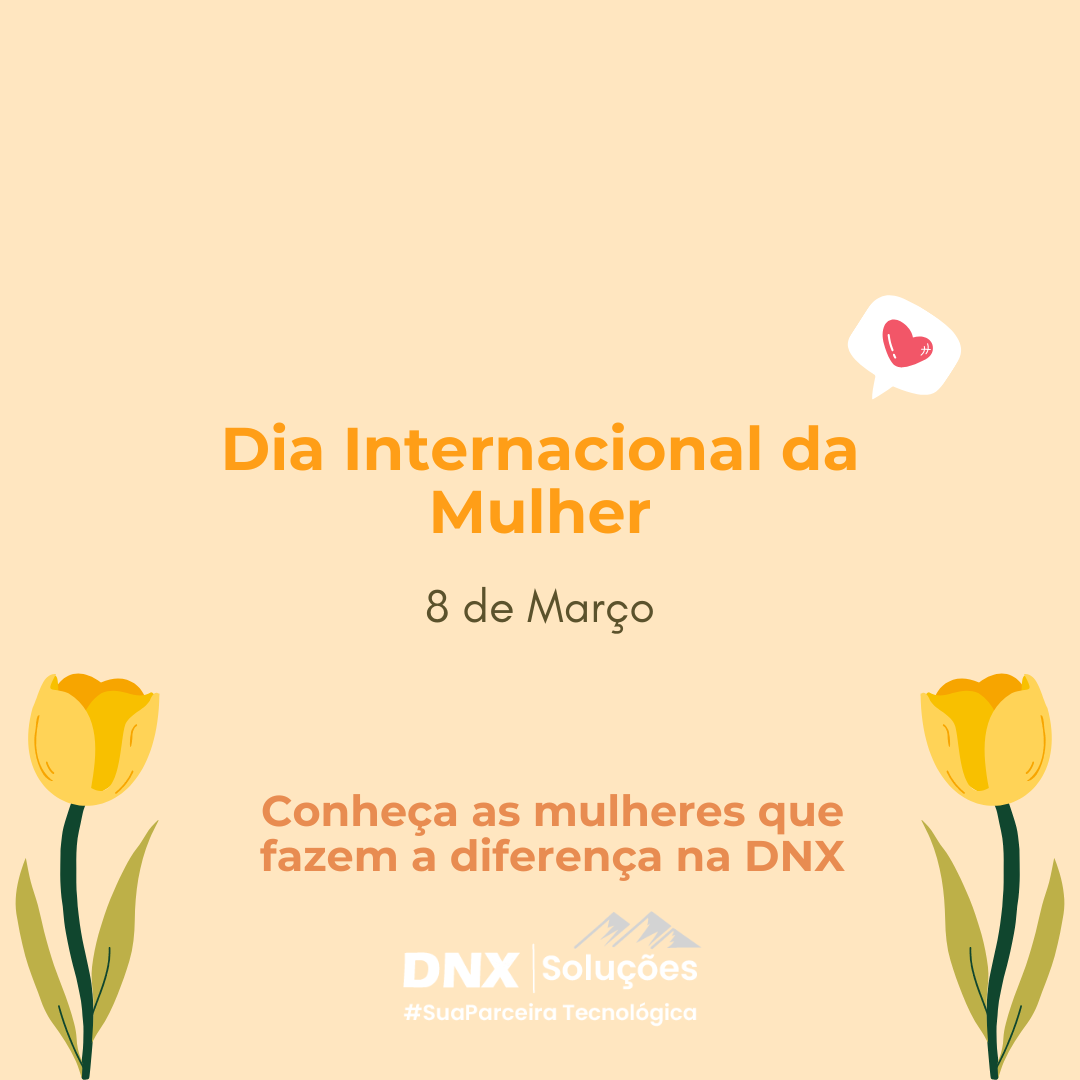 Dia Internacional da
Mulher
8 de Março
Conheça as mulheres que
fazem a diferença na DNX
DNX Soluções
#SuaParceira Tecnológica